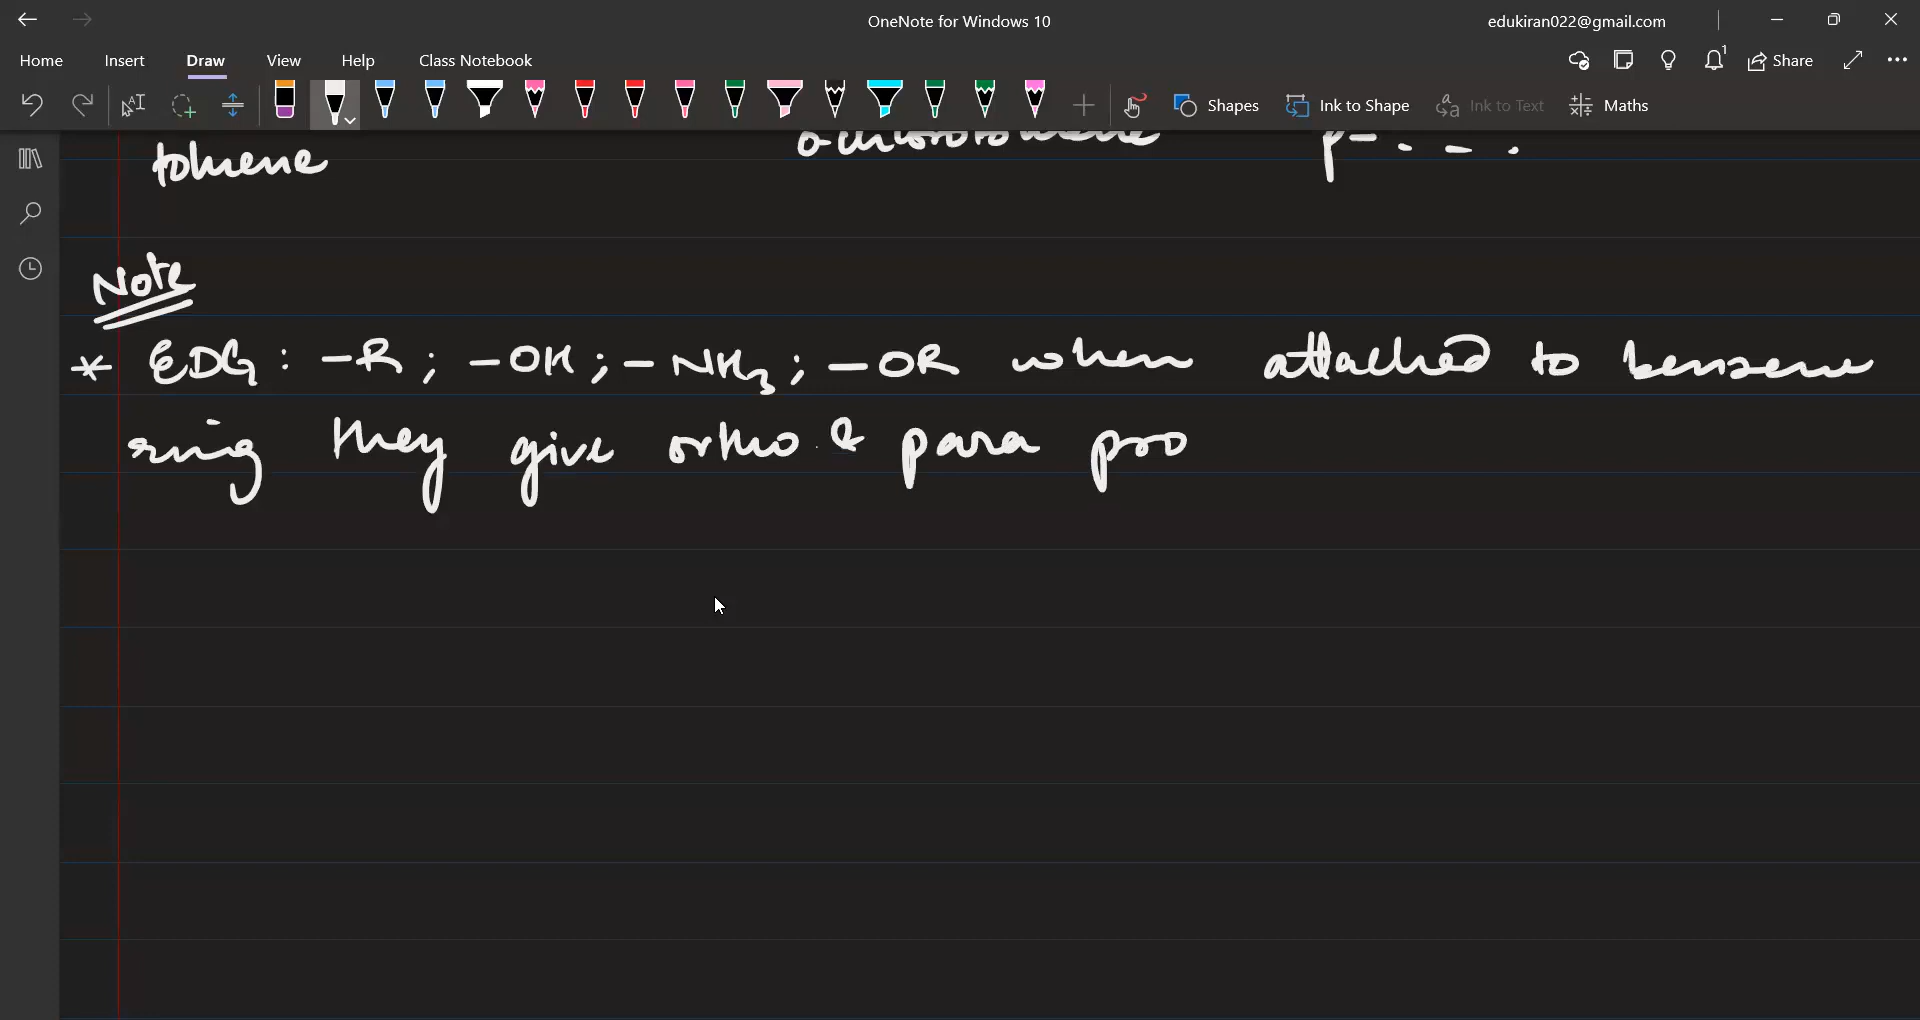 OneNote for Windows 10
edukiran022@gmail.com
Home Insert Draw View Help Class Notebook
1
Share
Shapes Ink to Shape Ink to Text Maths
toluene
p- . - .
Note
* EDG : -R ; -OH ; - NH₂ ; -OR when attached to benzene
ring they give ortho & para pro